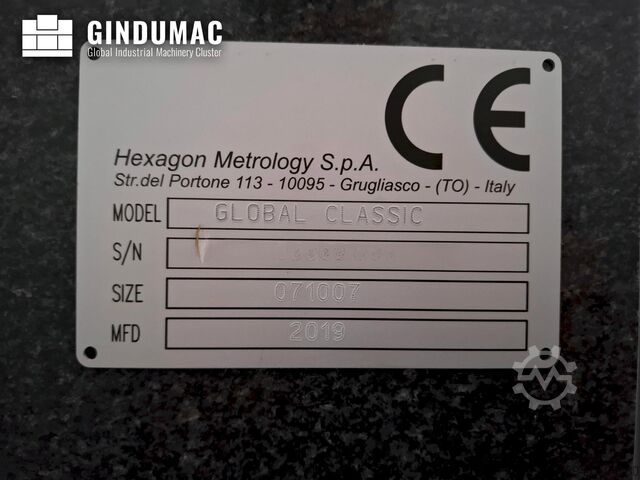 GINDUMAC
Global Industrial Machinery Cluster
CE
Hexagon Metrology S.p.A.
Str.del Portone 113 - 10095 - Grugliasco - (TO) - Italy
MODEL GLOBAL CLASSIC
S/N
SIZE 071007
MFD 2019